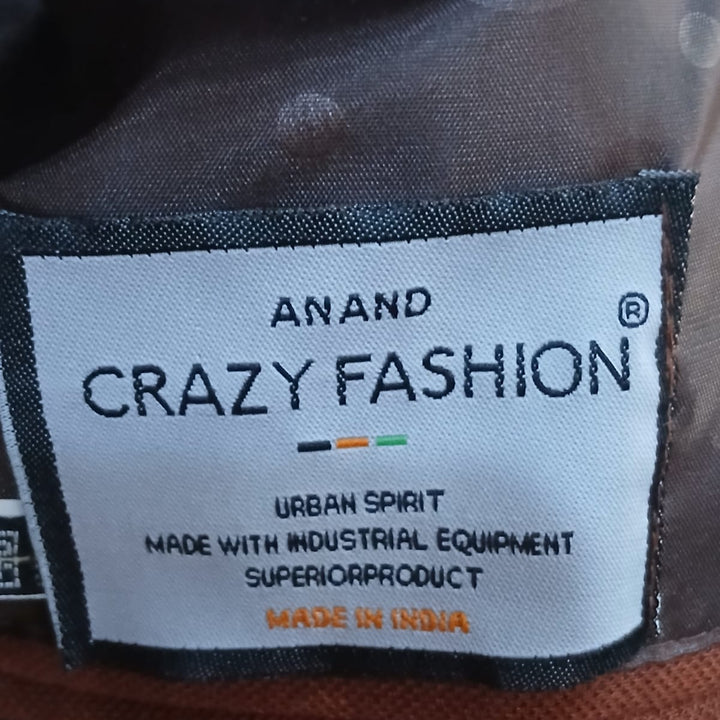 ANAND
CRAZY FASHION®
URBAN SPIRIT
MADE WITH INDUSTRIAL EQUIPMENT
SUPERIORPRODUCT
MADE IN INDIA